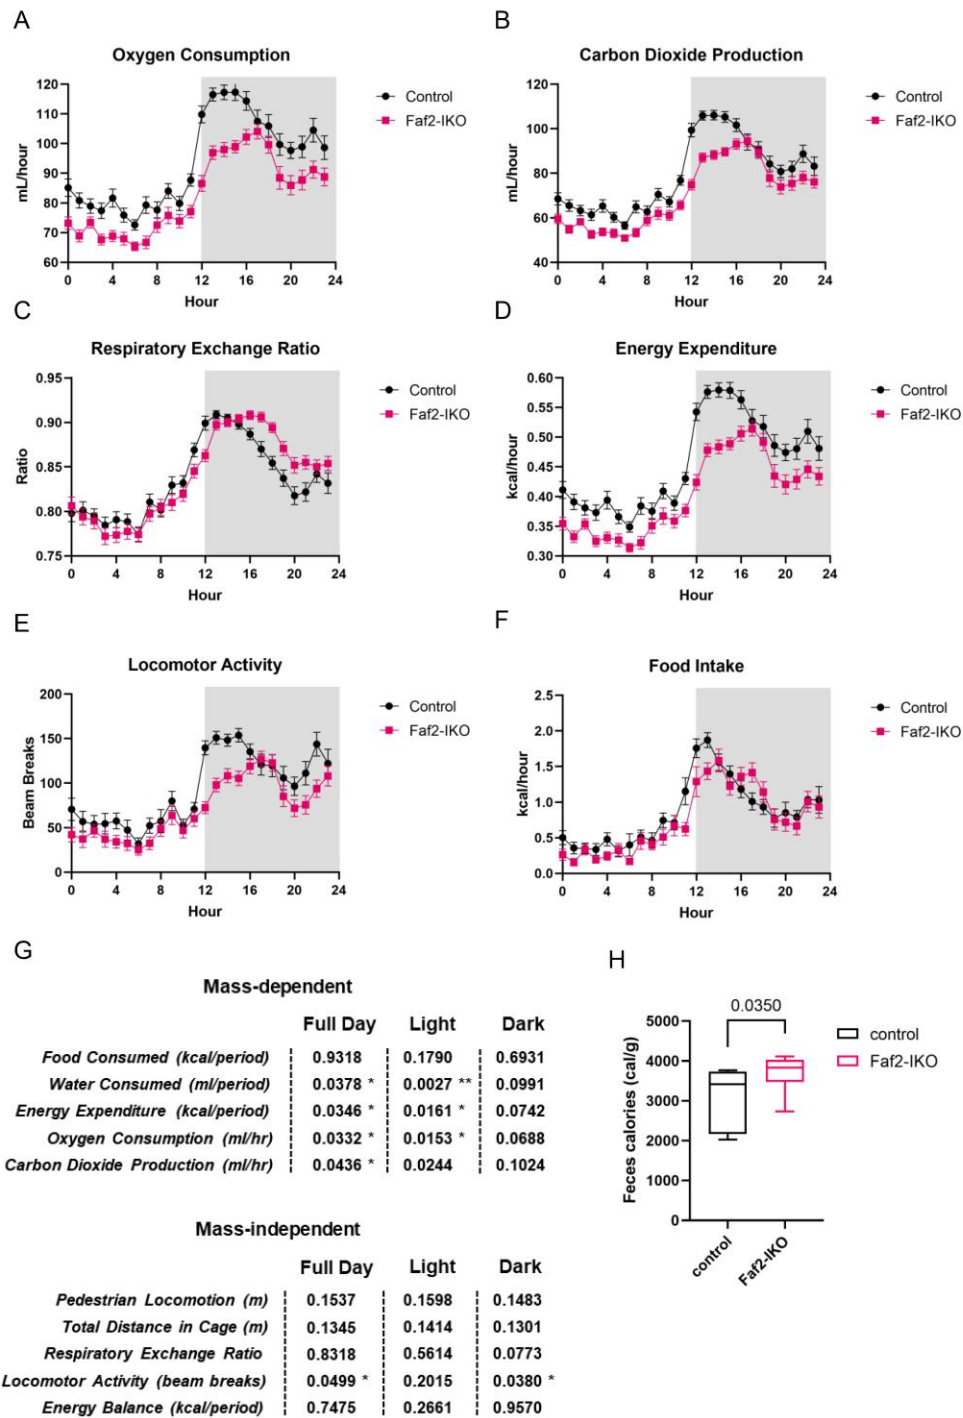 A
Oxygen Consumption
mL/hour
120
110
100
90
80
70
60
0 4 8 12 16 20 24
Hour
Control
Faf2-IKO
B
Carbon Dioxide Production
mL/hour
120
100
80
60
40
0 4 8 12 16 20 24
Hour
Control
Faf2-IKO
C
Respiratory Exchange Ratio
Ratio
0.95
0.90
0.85
0.80
0.75
0 4 8 12 16 20 24
Hour
Control
Faf2-IKO
D
Energy Expenditure
kcal/hour
0.60
0.55
0.50
0.45
0.40
0.35
0.30
0 4 8 12 16 20 24
Hour
Control
Faf2-IKO
E
Locomotor Activity
Beam Breaks
200
150
100
50
0
0 4 8 12 16 20 24
Hour
Control
Faf2-IKO
F
Food Intake
kcal/hour
2.5
2.0
1.5
1.0
0.5
0.0
0 4 8 12 16 20 24
Hour
Control
Faf2-IKO
G
Mass-dependent
Full Day Light Dark
Food Consumed (kcal/period) 0.9318 0.1790 0.6931
Water Consumed (ml/period) 0.0378 * 0.0027 ** 0.0991
Energy Expenditure (kcal/period) 0.0346 * 0.0161 * 0.0742
Oxygen Consumption (ml/hr) 0.0332 * 0.0153 * 0.0688
Carbon Dioxide Production (ml/hr) 0.0436 * 0.0244 0.1024
Mass-independent
Full Day Light Dark
Pedestrian Locomotion (m) 0.1537 0.1598 0.1483
Total Distance in Cage (m) 0.1345 0.1414 0.1301
Respiratory Exchange Ratio 0.8318 0.5614 0.0773
Locomotor Activity (beam breaks) 0.0499 * 0.2015 0.0380 *
Energy Balance (kcal/period) 0.7475 0.2661 0.9570
H
0.0350
Feces calories (cal/g)
5000
4000
3000
2000
1000
0
control
Faf2-IKO
control
Faf2-IKO